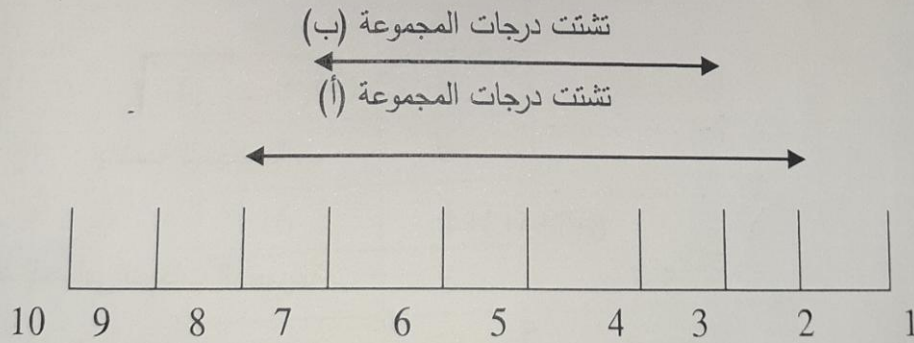 تشتت درجات المجموعة (ب)
تشتت درجات المجموعة (أ)
10 9 8 7 6 5 4 3 2 1